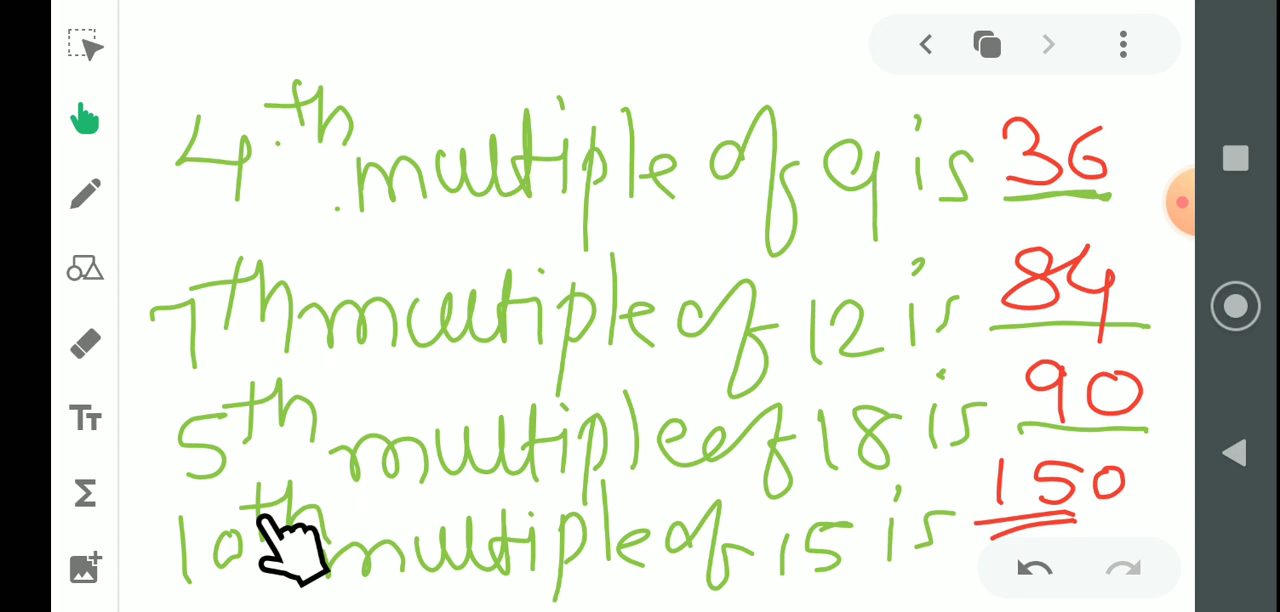 4th multiple of 9 is 36
7th multiple of 12 is 84
5th multiple of 18 is 90
10th multiple of 15 is 150
Tт
Σ